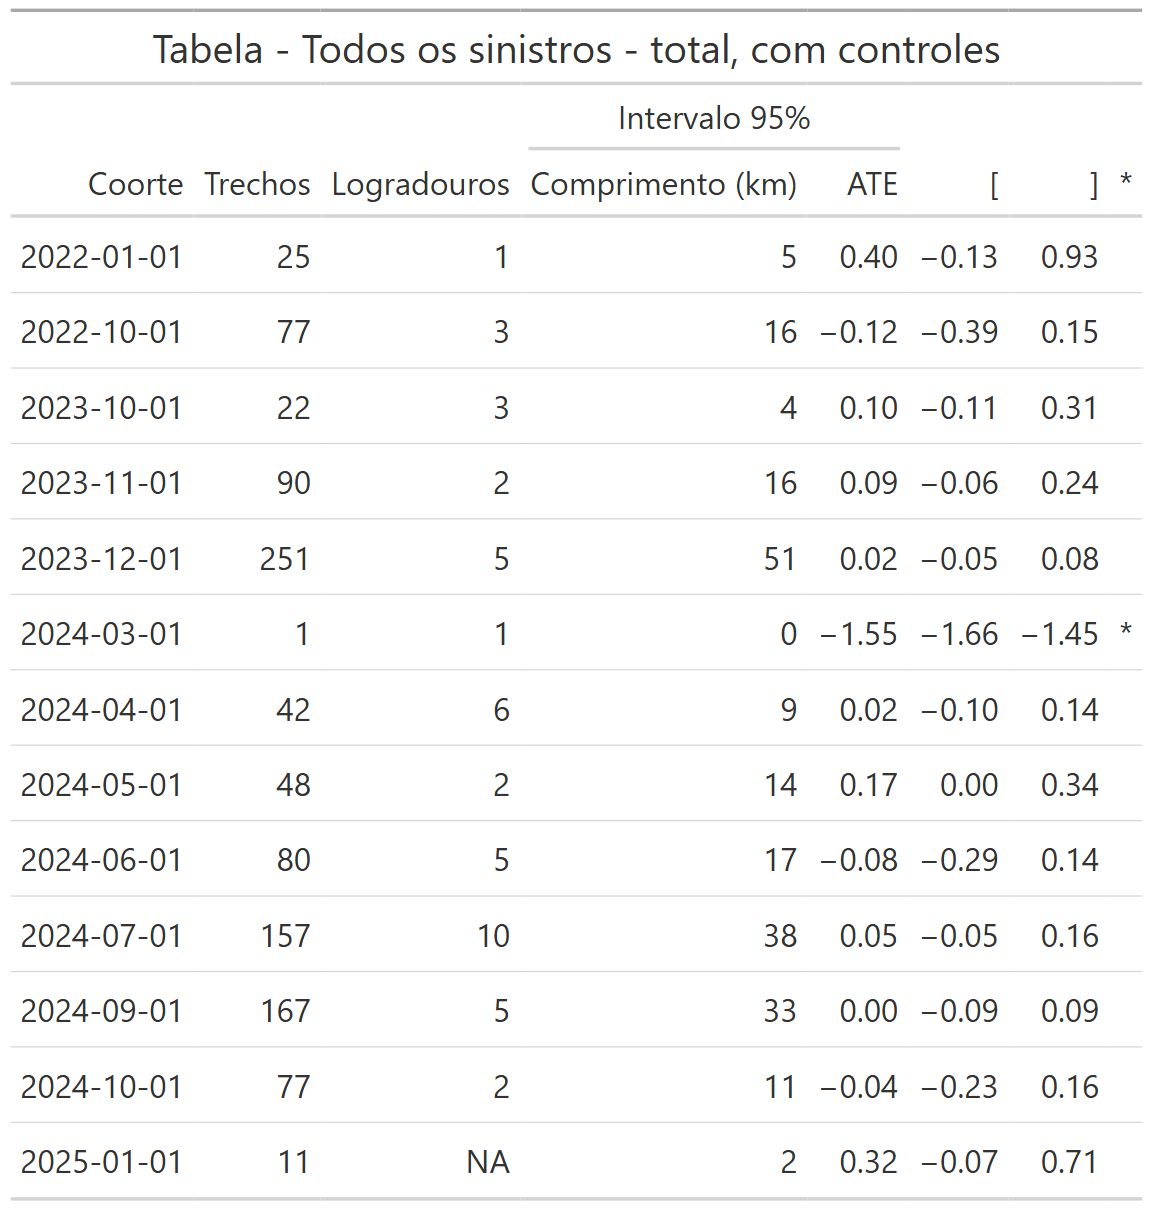 Tabela - Todos os sinistros - total, com controles
Intervalo 95%
Coorte Trechos Logradouros Comprimento (km) ATE [ ] *
2022-01-01 25 1 5 0.40 −0.13 0.93
2022-10-01 77 3 16 −0.12 −0.39 0.15
2023-10-01 22 3 4 0.10 −0.11 0.31
2023-11-01 90 2 16 0.09 −0.06 0.24
2023-12-01 251 5 51 0.02 −0.05 0.08
2024-03-01 1 1 0 −1.55 −1.66 −1.45 *
2024-04-01 42 6 9 0.02 −0.10 0.14
2024-05-01 48 2 14 0.17 0.00 0.34
2024-06-01 80 5 17 −0.08 −0.29 0.14
2024-07-01 157 10 38 0.05 −0.05 0.16
2024-09-01 167 5 33 0.00 −0.09 0.09
2024-10-01 77 2 11 −0.04 −0.23 0.16
2025-01-01 11 NA 2 0.32 −0.07 0.71